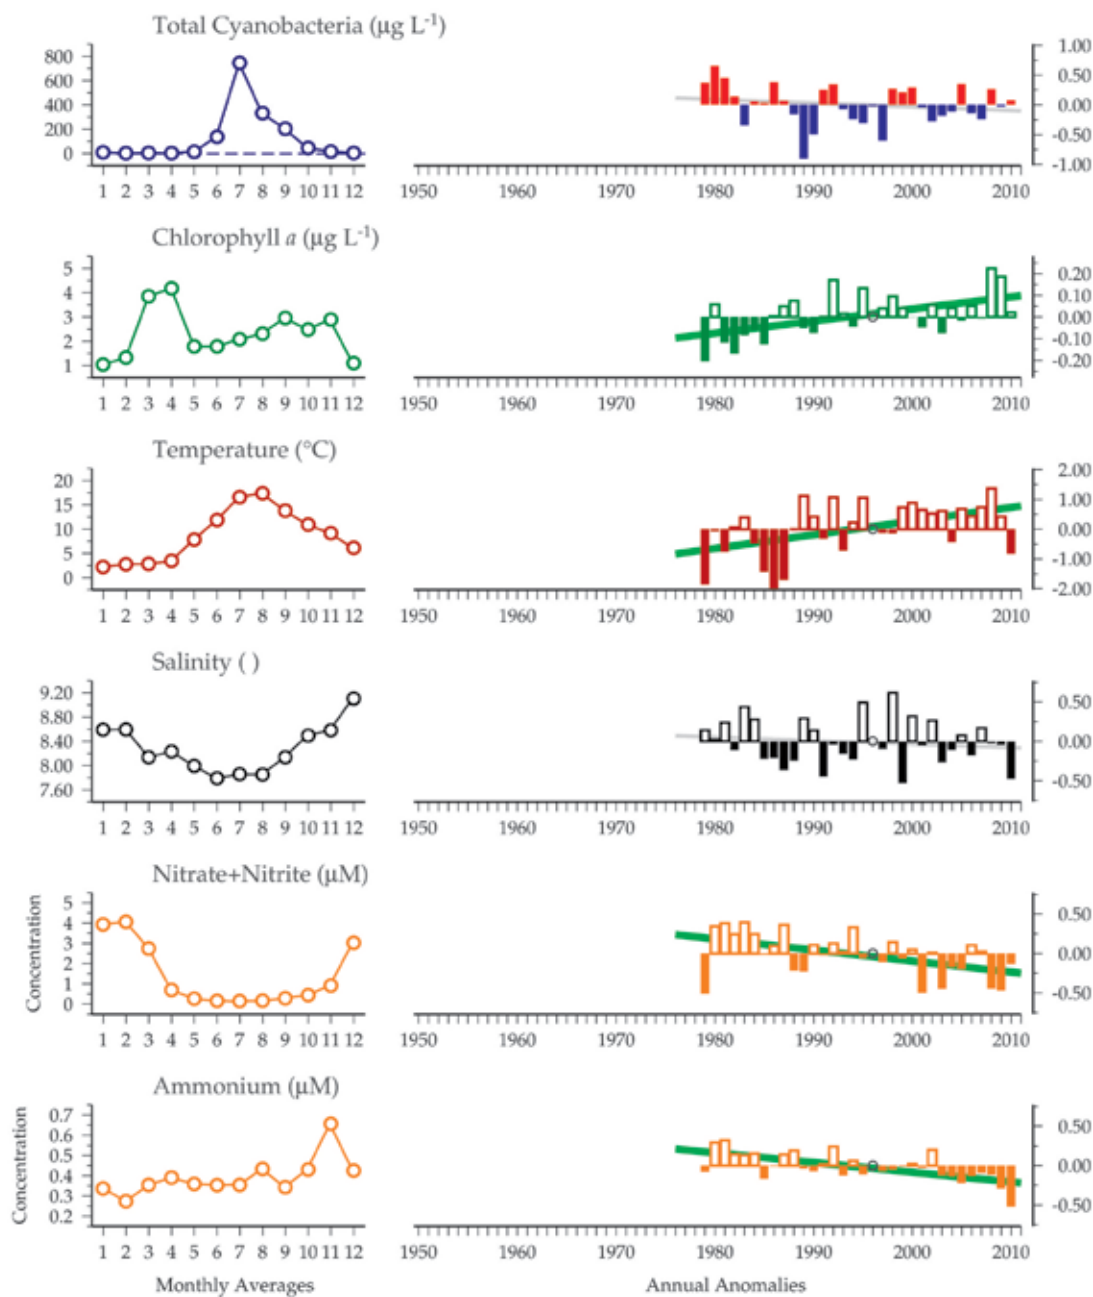 Total Cyanobacteria (µg L⁻¹)
800
600
400
200
0
1 2 3 4 5 6 7 8 9 10 11 12
1.00
0.50
0.00
-0.50
-1.00
1950 1960 1970 1980 1990 2000 2010
Chlorophyll a (µg L⁻¹)
5
4
3
2
1
1 2 3 4 5 6 7 8 9 10 11 12
0.20
0.10
0.00
-0.10
-0.20
1950 1960 1970 1980 1990 2000 2010
Temperature (°C)
20
15
10
5
0
1 2 3 4 5 6 7 8 9 10 11 12
2.00
1.00
0.00
-1.00
-2.00
1950 1960 1970 1980 1990 2000 2010
Salinity ( )
9.20
8.80
8.40
8.00
7.60
1 2 3 4 5 6 7 8 9 10 11 12
0.50
0.00
-0.50
1950 1960 1970 1980 1990 2000 2010
Nitrate+Nitrite (µM)
Concentration
5
4
3
2
1
0
1 2 3 4 5 6 7 8 9 10 11 12
0.50
0.00
-0.50
1950 1960 1970 1980 1990 2000 2010
Ammonium (µM)
Concentration
0.7
0.6
0.5
0.4
0.3
0.2
1 2 3 4 5 6 7 8 9 10 11 12
0.50
0.00
-0.50
1950 1960 1970 1980 1990 2000 2010
Monthly Averages
Annual Anomalies